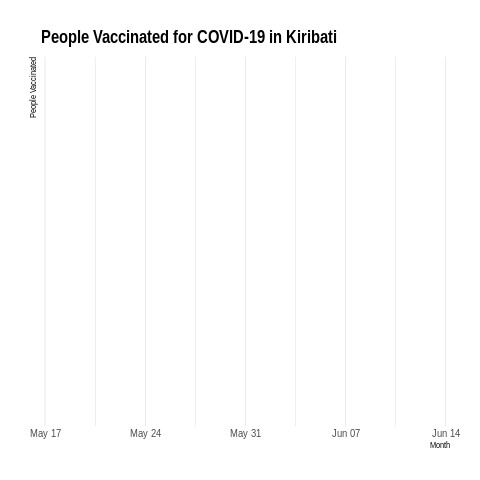 People Vaccinated for COVID-19 in Kiribati
People Vaccinated
May 17 May 24 May 31 Jun 07 Jun 14
Month